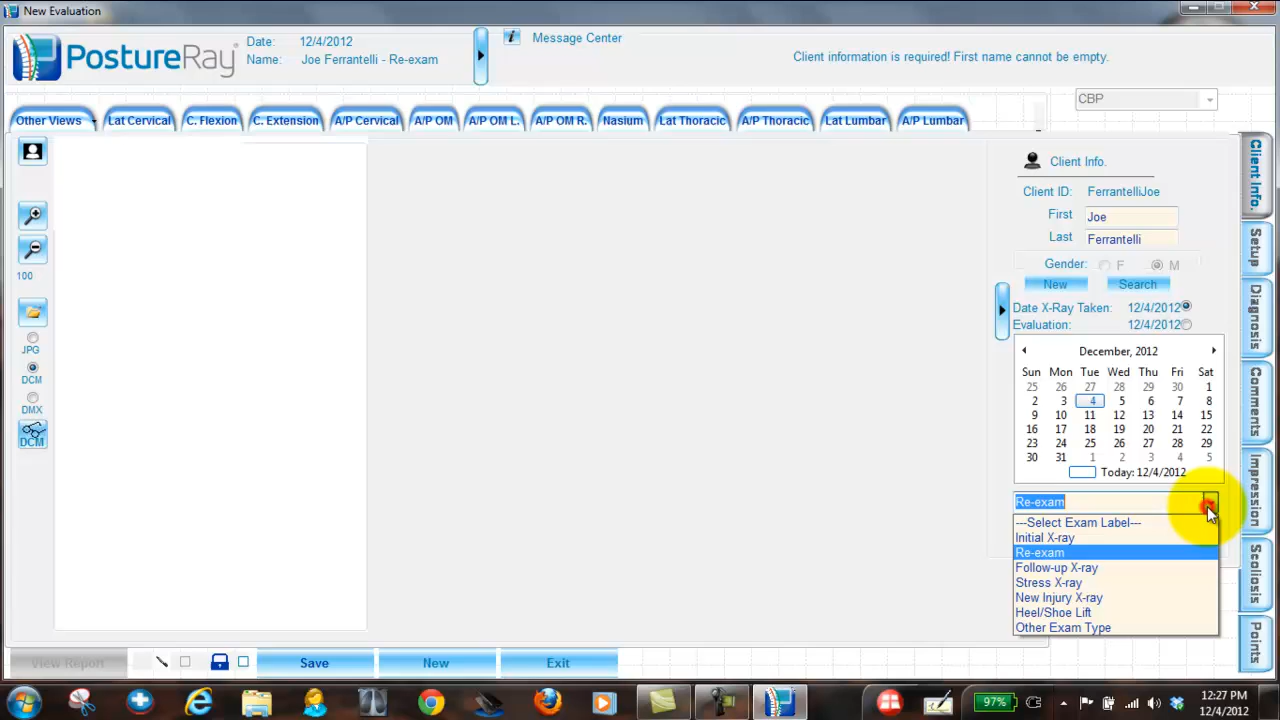 New Evaluation
PostureRay®
Date: 12/4/2012
Name: Joe Ferrantelli - Re-exam
i Message Center
Client information is required! First name cannot be empty.
CBP
Other Views
Lat Cervical
C. Flexion
C. Extension
A/P Cervical
A/P OM
A/P OM L.
A/P OM R.
Nasium
Lat Thoracic
A/P Thoracic
Lat Lumbar
A/P Lumbar
100
JPG
DCM
DMX
DCM
Client Info.
Client ID: FerrantelliJoe
First Joe
Last Ferrantelli
Gender: F M
New Search
Date X-Ray Taken: 12/4/2012
Evaluation: 12/4/2012
December, 2012
Sun Mon Tue Wed Thu Fri Sat
25 26 27 28 29 30 1
2 3 4 5 6 7 8
9 10 11 12 13 14 15
16 17 18 19 20 21 22
23 24 25 26 27 28 29
30 31 1 2 3 4 5
Today: 12/4/2012
Re-exam
---Select Exam Label---
Initial X-ray
Re-exam
Follow-up X-ray
Stress X-ray
New Injury X-ray
Heel/Shoe Lift
Other Exam Type
Client Info.
Setup
Diagnosis
Comments
Impression
Scoliosis
Points
View Report
Save
New
Exit
97%
12:27 PM
12/4/2012